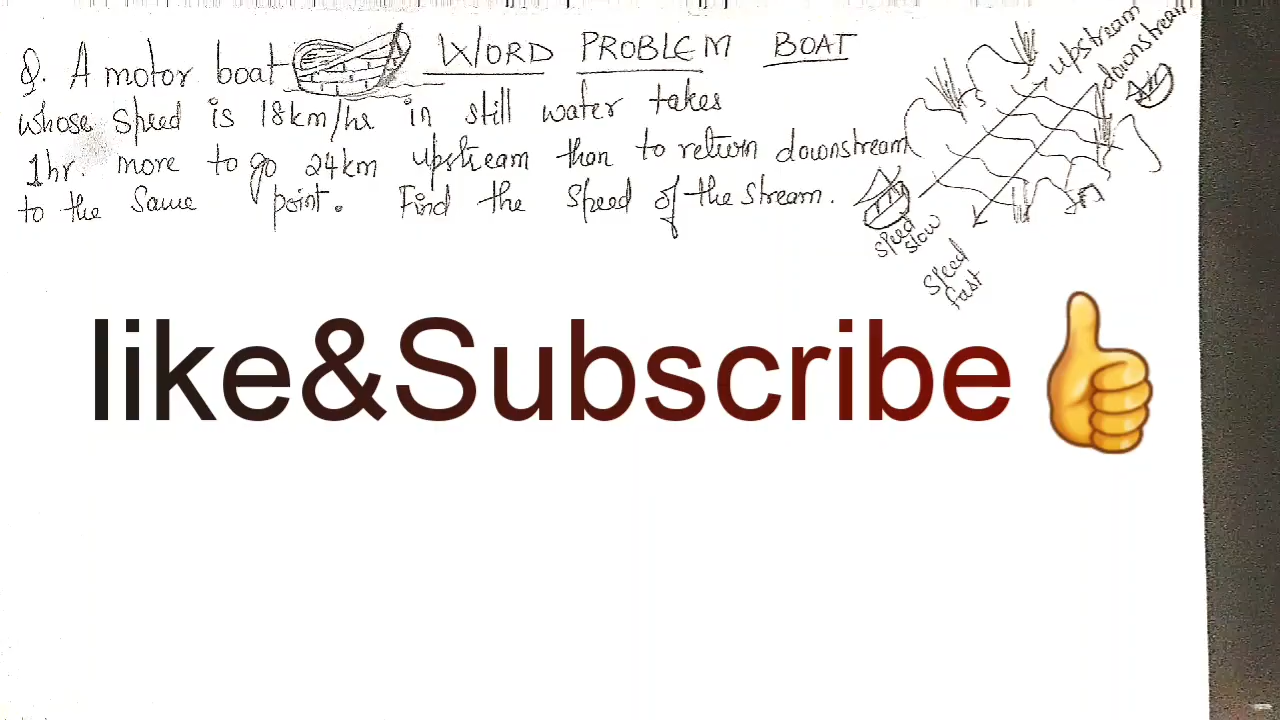 Q. A motor boat WORD PROBLEM BOAT
whose speed is 18km/hr in still water takes
1hr. more to go 24km upstream than to return downstream
to the same point. Find the speed of the stream.
upstream
downstream
speed slow
speed fast
like&Subscribe